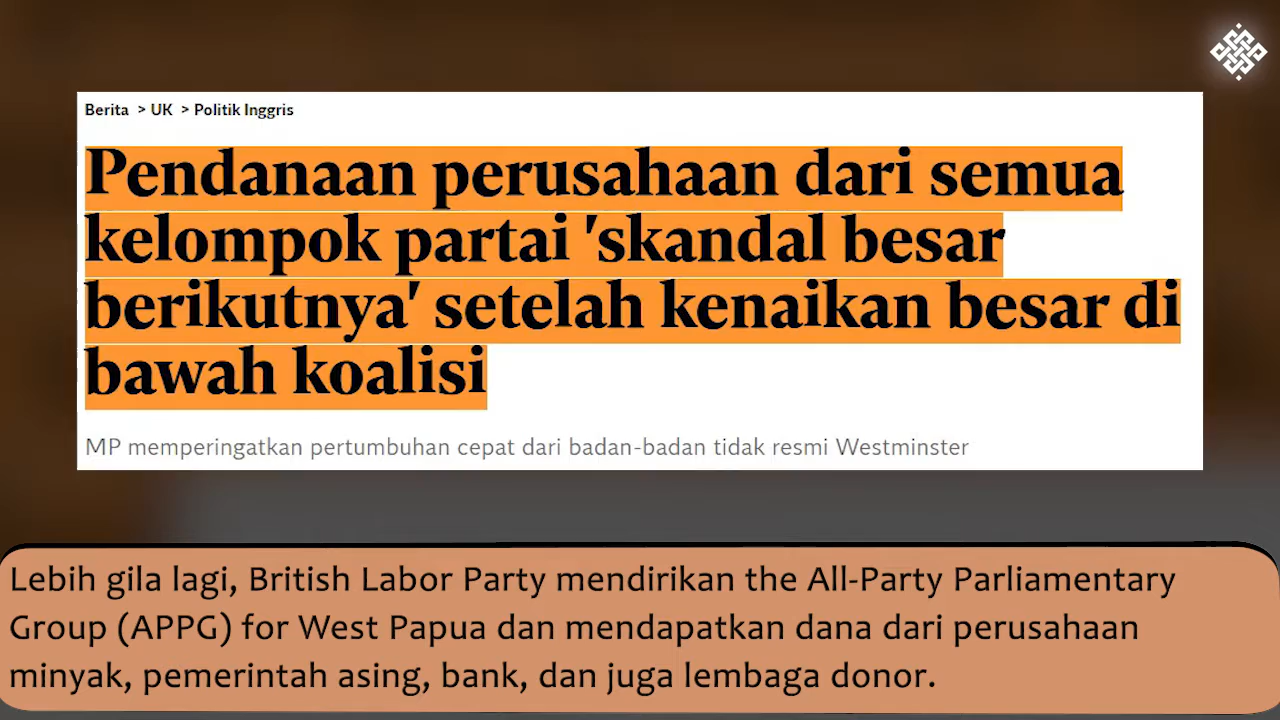 Berita > UK > Politik Inggris
Pendanaan perusahaan dari semua
kelompok partai 'skandal besar
berikutnya' setelah kenaikan besar di
bawah koalisi
MP memperingatkan pertumbuhan cepat dari badan-badan tidak resmi Westminster
Lebih gila lagi, British Labor Party mendirikan the All-Party Parliamentary
Group (APPG) for West Papua dan mendapatkan dana dari perusahaan
minyak, pemerintah asing, bank, dan juga lembaga donor.